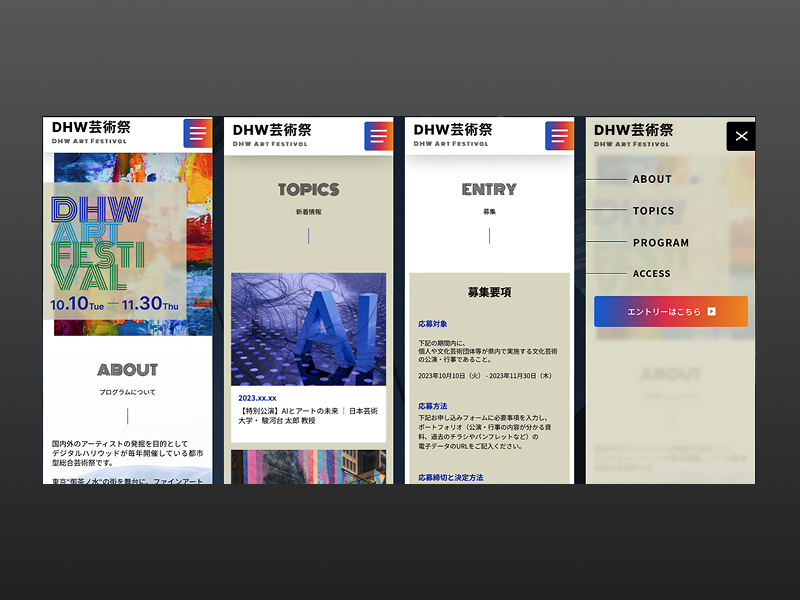 DHW芸術祭
DHW ART FESTIVAL
DHW
ART
FESTI
VAL
10.10Tue — 11.30Thu
ABOUT
プログラムについて
国内外のアーティストの発掘を目的として
デジタルハリウッドが毎年開催している都市
型総合芸術祭です。
東京"御茶ノ水"の街を舞台に、ファインアート
DHW芸術祭
DHW ART FESTIVAL
TOPICS
新着情報
AI
2023.xx.xx
【特別公演】AIとアートの未来 ｜ 日本芸術
大学・ 駿河台 太郎 教授
DHW芸術祭
DHW ART FESTIVAL
ENTRY
募集
募集要項
応募対象
下記の期間内に、
個人や文化芸術団体等が県内で実施する文化芸術
の公演・行事であること。
2023年10月10日（火） - 2023年11月30日（木）
応募方法
下記お申し込みフォームに必要事項を入力し、
ポートフォリオ（公演・行事の内容が分かる資
料、過去のチラシやパンフレットなど）の
電子データのURLをご記入ください。
応募締切と決定方法
DHW芸術祭
DHW ART FESTIVAL
ABOUT
TOPICS
PROGRAM
ACCESS
エントリーはこちら
ABOUT